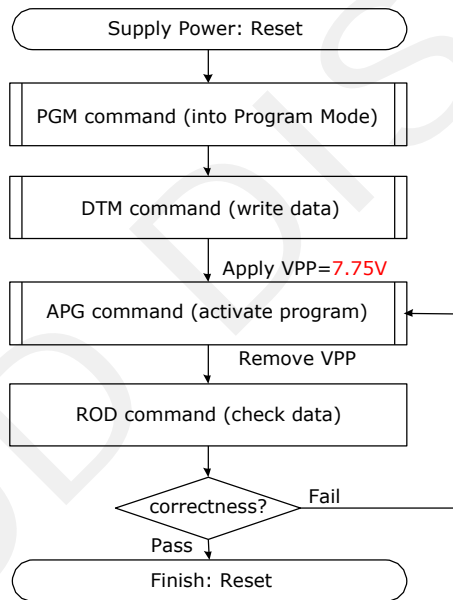 Supply Power: Reset
PGM command (into Program Mode)
DTM command (write data)
Apply VPP=7.75V
APG command (activate program)
Remove VPP
ROD command (check data)
correctness?
Fail
Pass
Finish: Reset